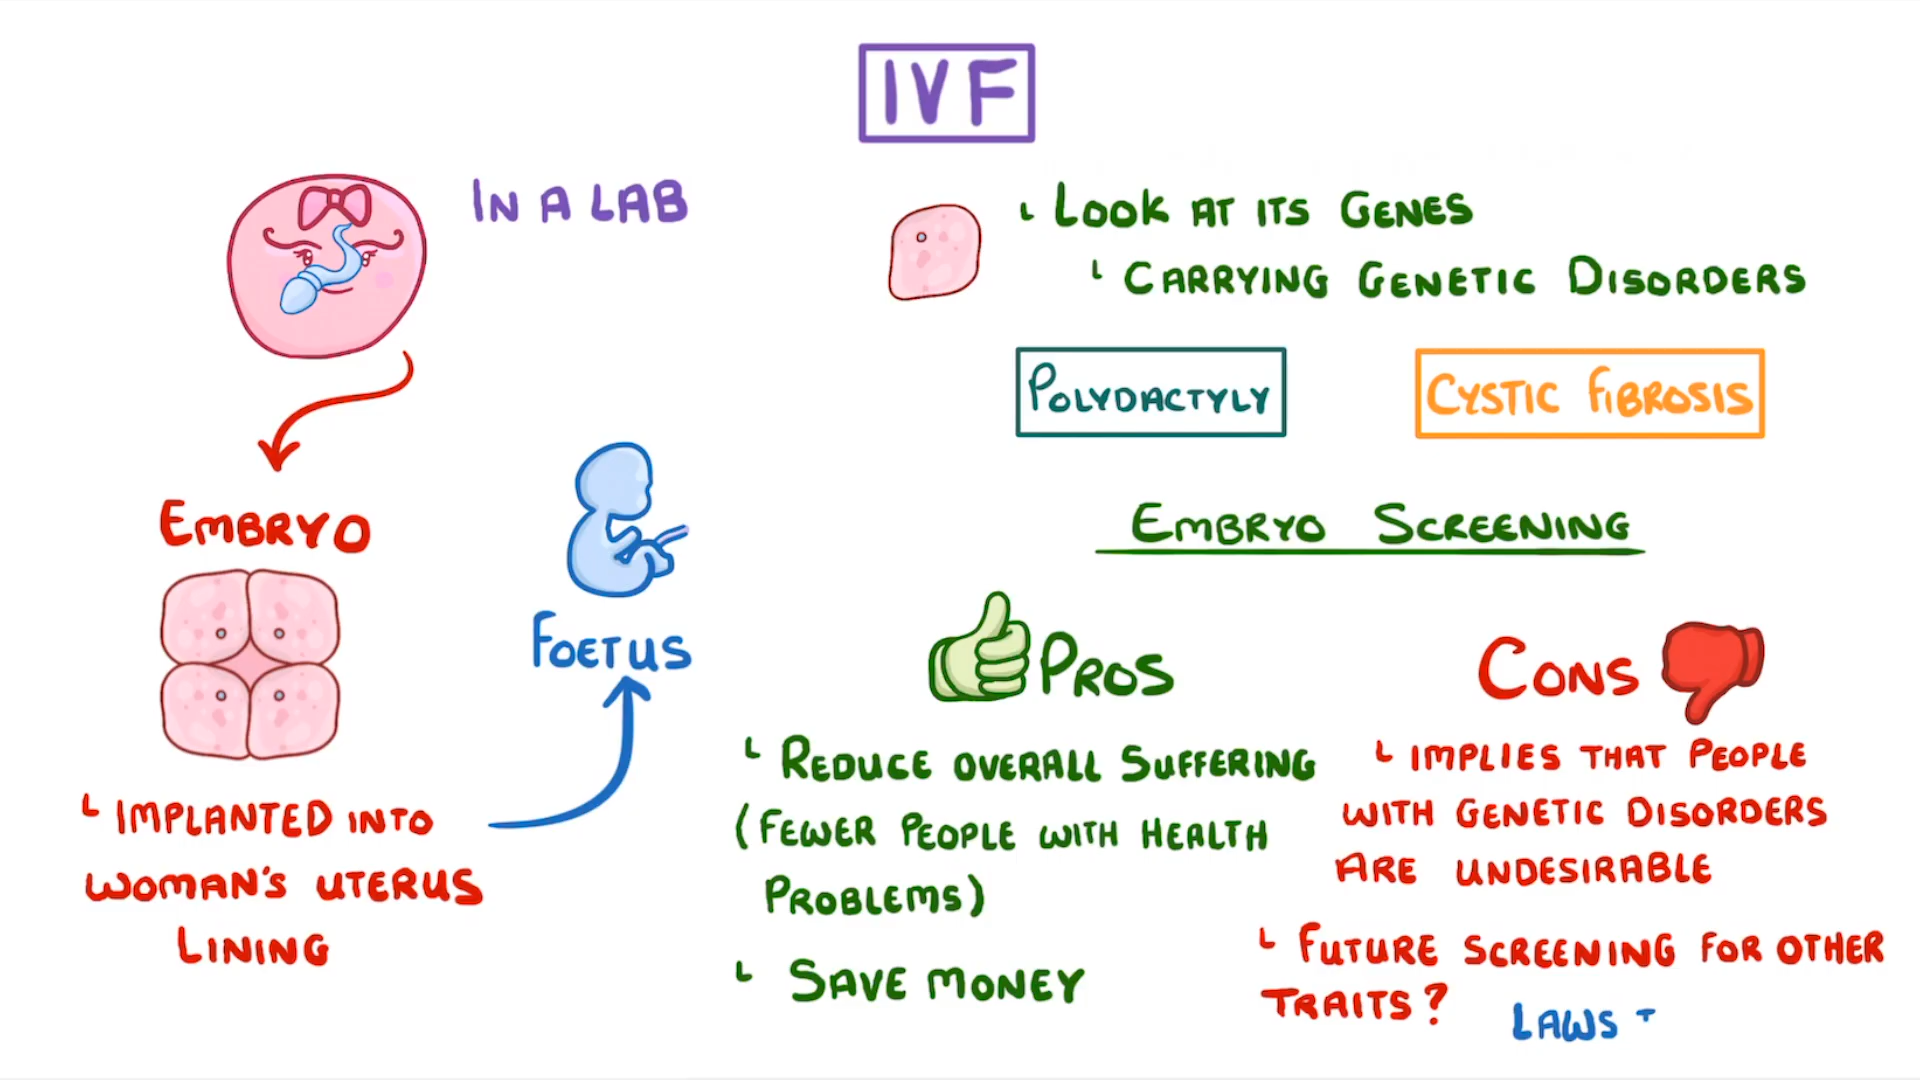 IVF
IN A LAB
EMBRYO
IMPLANTED INTO
WOMAN'S UTERUS
LINING
FOETUS
LOOK AT ITS GENES
CARRYING GENETIC DISORDERS
POLYDACTYLY
CYSTIC FIBROSIS
EMBRYO SCREENING
PROS
REDUCE OVERALL SUFFERING
(FEWER PEOPLE WITH HEALTH
PROBLEMS)
SAVE MONEY
CONS
IMPLIES THAT PEOPLE
WITH GENETIC DISORDERS
ARE UNDESIRABLE
FUTURE SCREENING FOR OTHER
TRAITS?
LAWS